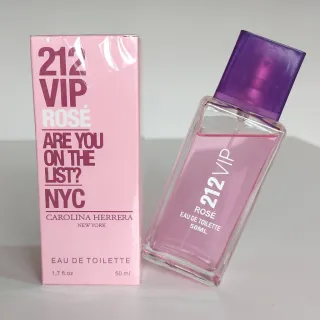 212
VIP
ROSÉ
ARE YOU
ON THE
LIST?
NYC
CAROLINA HERRERA
NEW YORK
EAU DE TOILETTE
1,7 fl oz 50 ml
212 VIP
ROSE
EAU DE TOILETTE
50ML